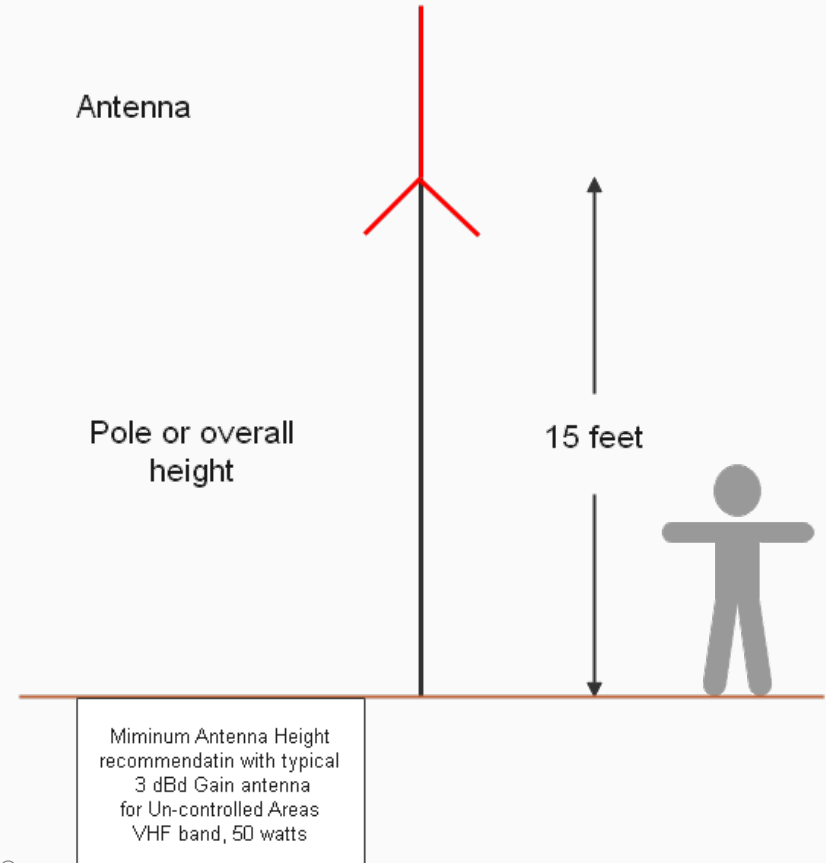 Antenna
Pole or overall
height
15 feet
Miminum Antenna Height
recommendatin with typical
3 dBd Gain antenna
for Un-controlled Areas
VHF band, 50 watts